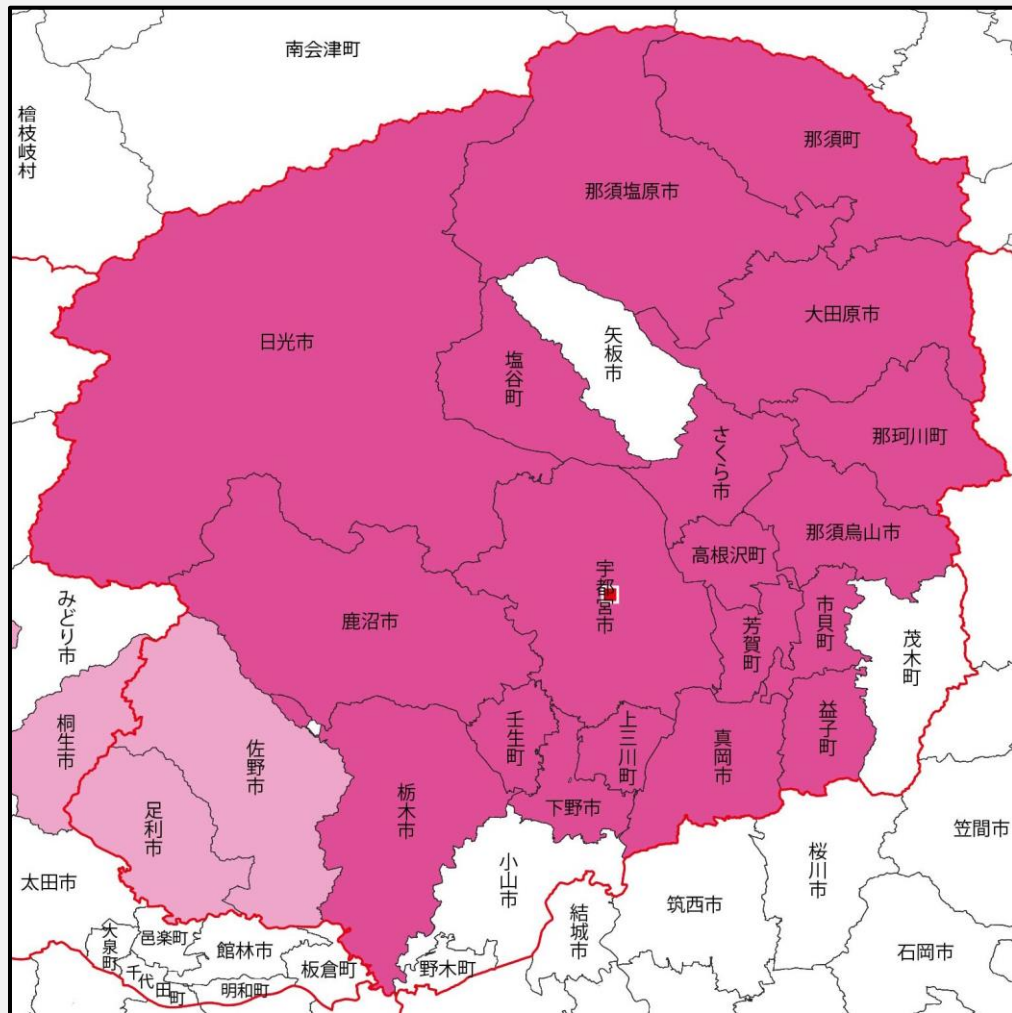 南会津町
檜枝岐村
那須町
那須塩原市
大田原市
日光市
矢板市
塩谷町
那珂川町
さくら市
那須烏山市
高根沢町
宇都宮市
みどり市
鹿沼市
芳賀町
市貝町
茂木町
桐生市
佐野市
壬生町
上三川町
真岡市
益子町
足利市
栃木市
下野市
小山市
太田市
筑西市
桜川市
笠間市
結城市
大泉町
邑楽町
館林市
板倉町
野木町
石岡市
千代田町
明和町